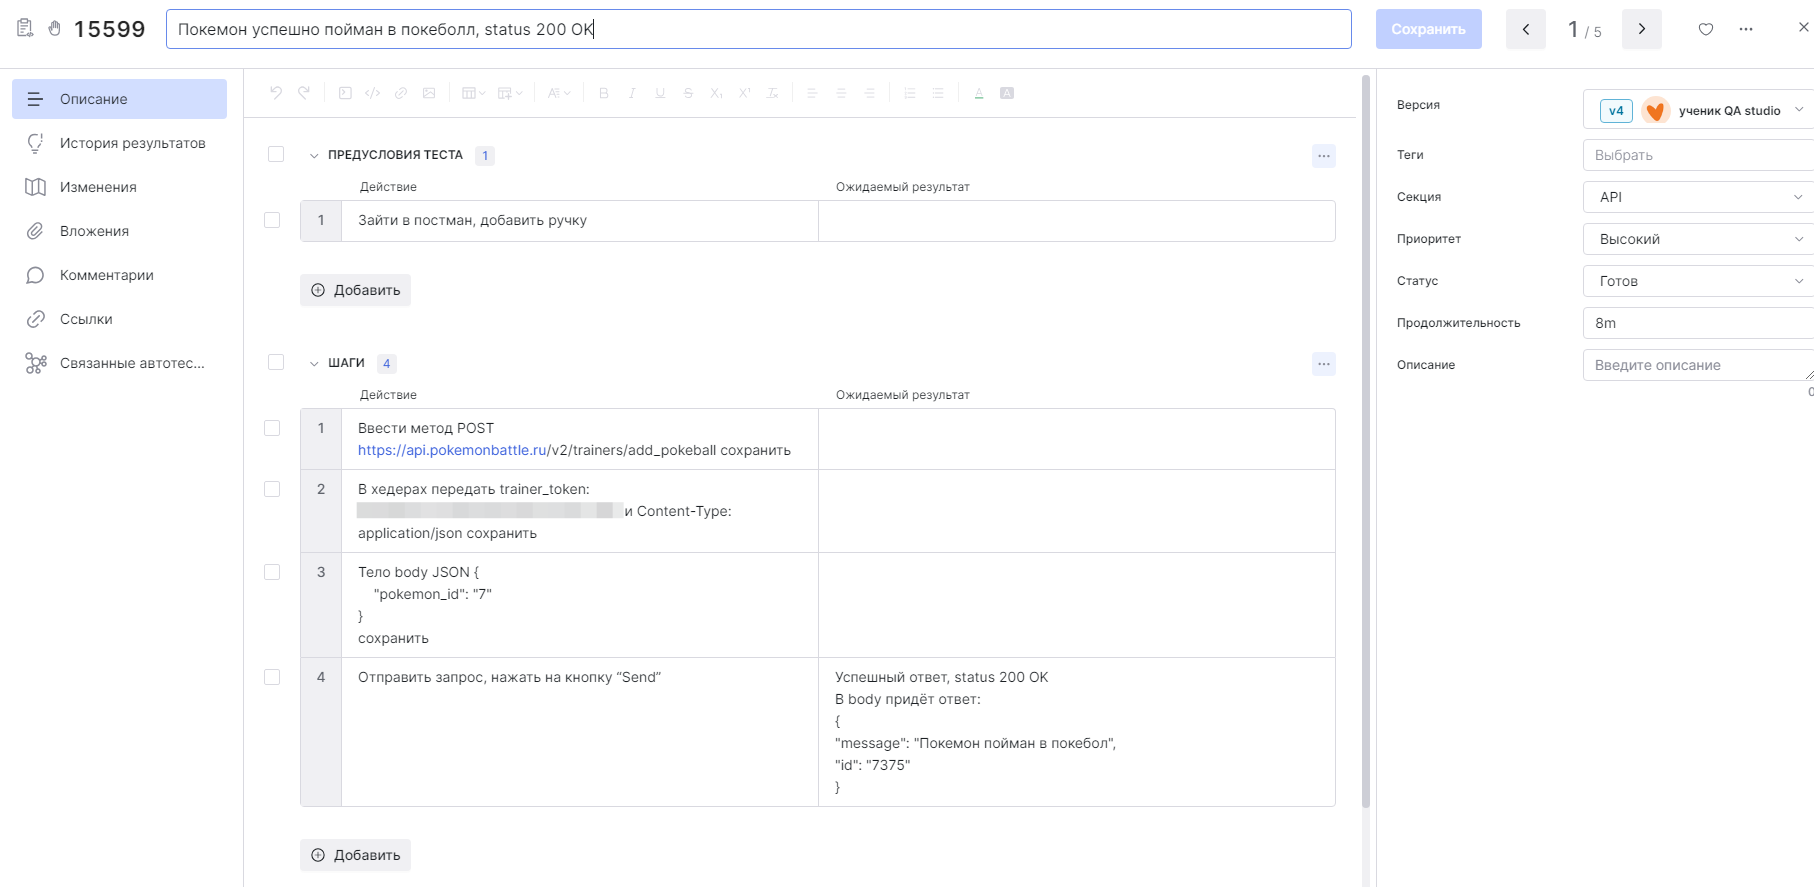 15599
Покемон успешно пойман в покеболл, status 200 OK
Сохранить
1 / 5
Описание
История результатов
Изменения
Вложения
Комментарии
Ссылки
Связанные автотес...
ПРЕДУСЛОВИЯ ТЕСТА 1
Действие
Ожидаемый результат
1 Зайти в постман, добавить ручку
Добавить
ШАГИ 4
Действие
Ожидаемый результат
1 Ввести метод POST
https://api.pokemonbattle.ru/v2/trainers/add_pokeball сохранить
2 В хедерах передать trainer_token:
и Content-Type:
application/json сохранить
3 Тело body JSON {
"pokemon_id": "7"
}
сохранить
4 Отправить запрос, нажать на кнопку “Send”
Успешный ответ, status 200 OK
В body придёт ответ:
{
"message": "Покемон пойман в покебол",
"id": "7375"
}
Добавить
Версия
v4 ученик QA studio
Теги
Выбрать
Секция
API
Приоритет
Высокий
Статус
Готов
Продолжительность
8m
Описание
Введите описание